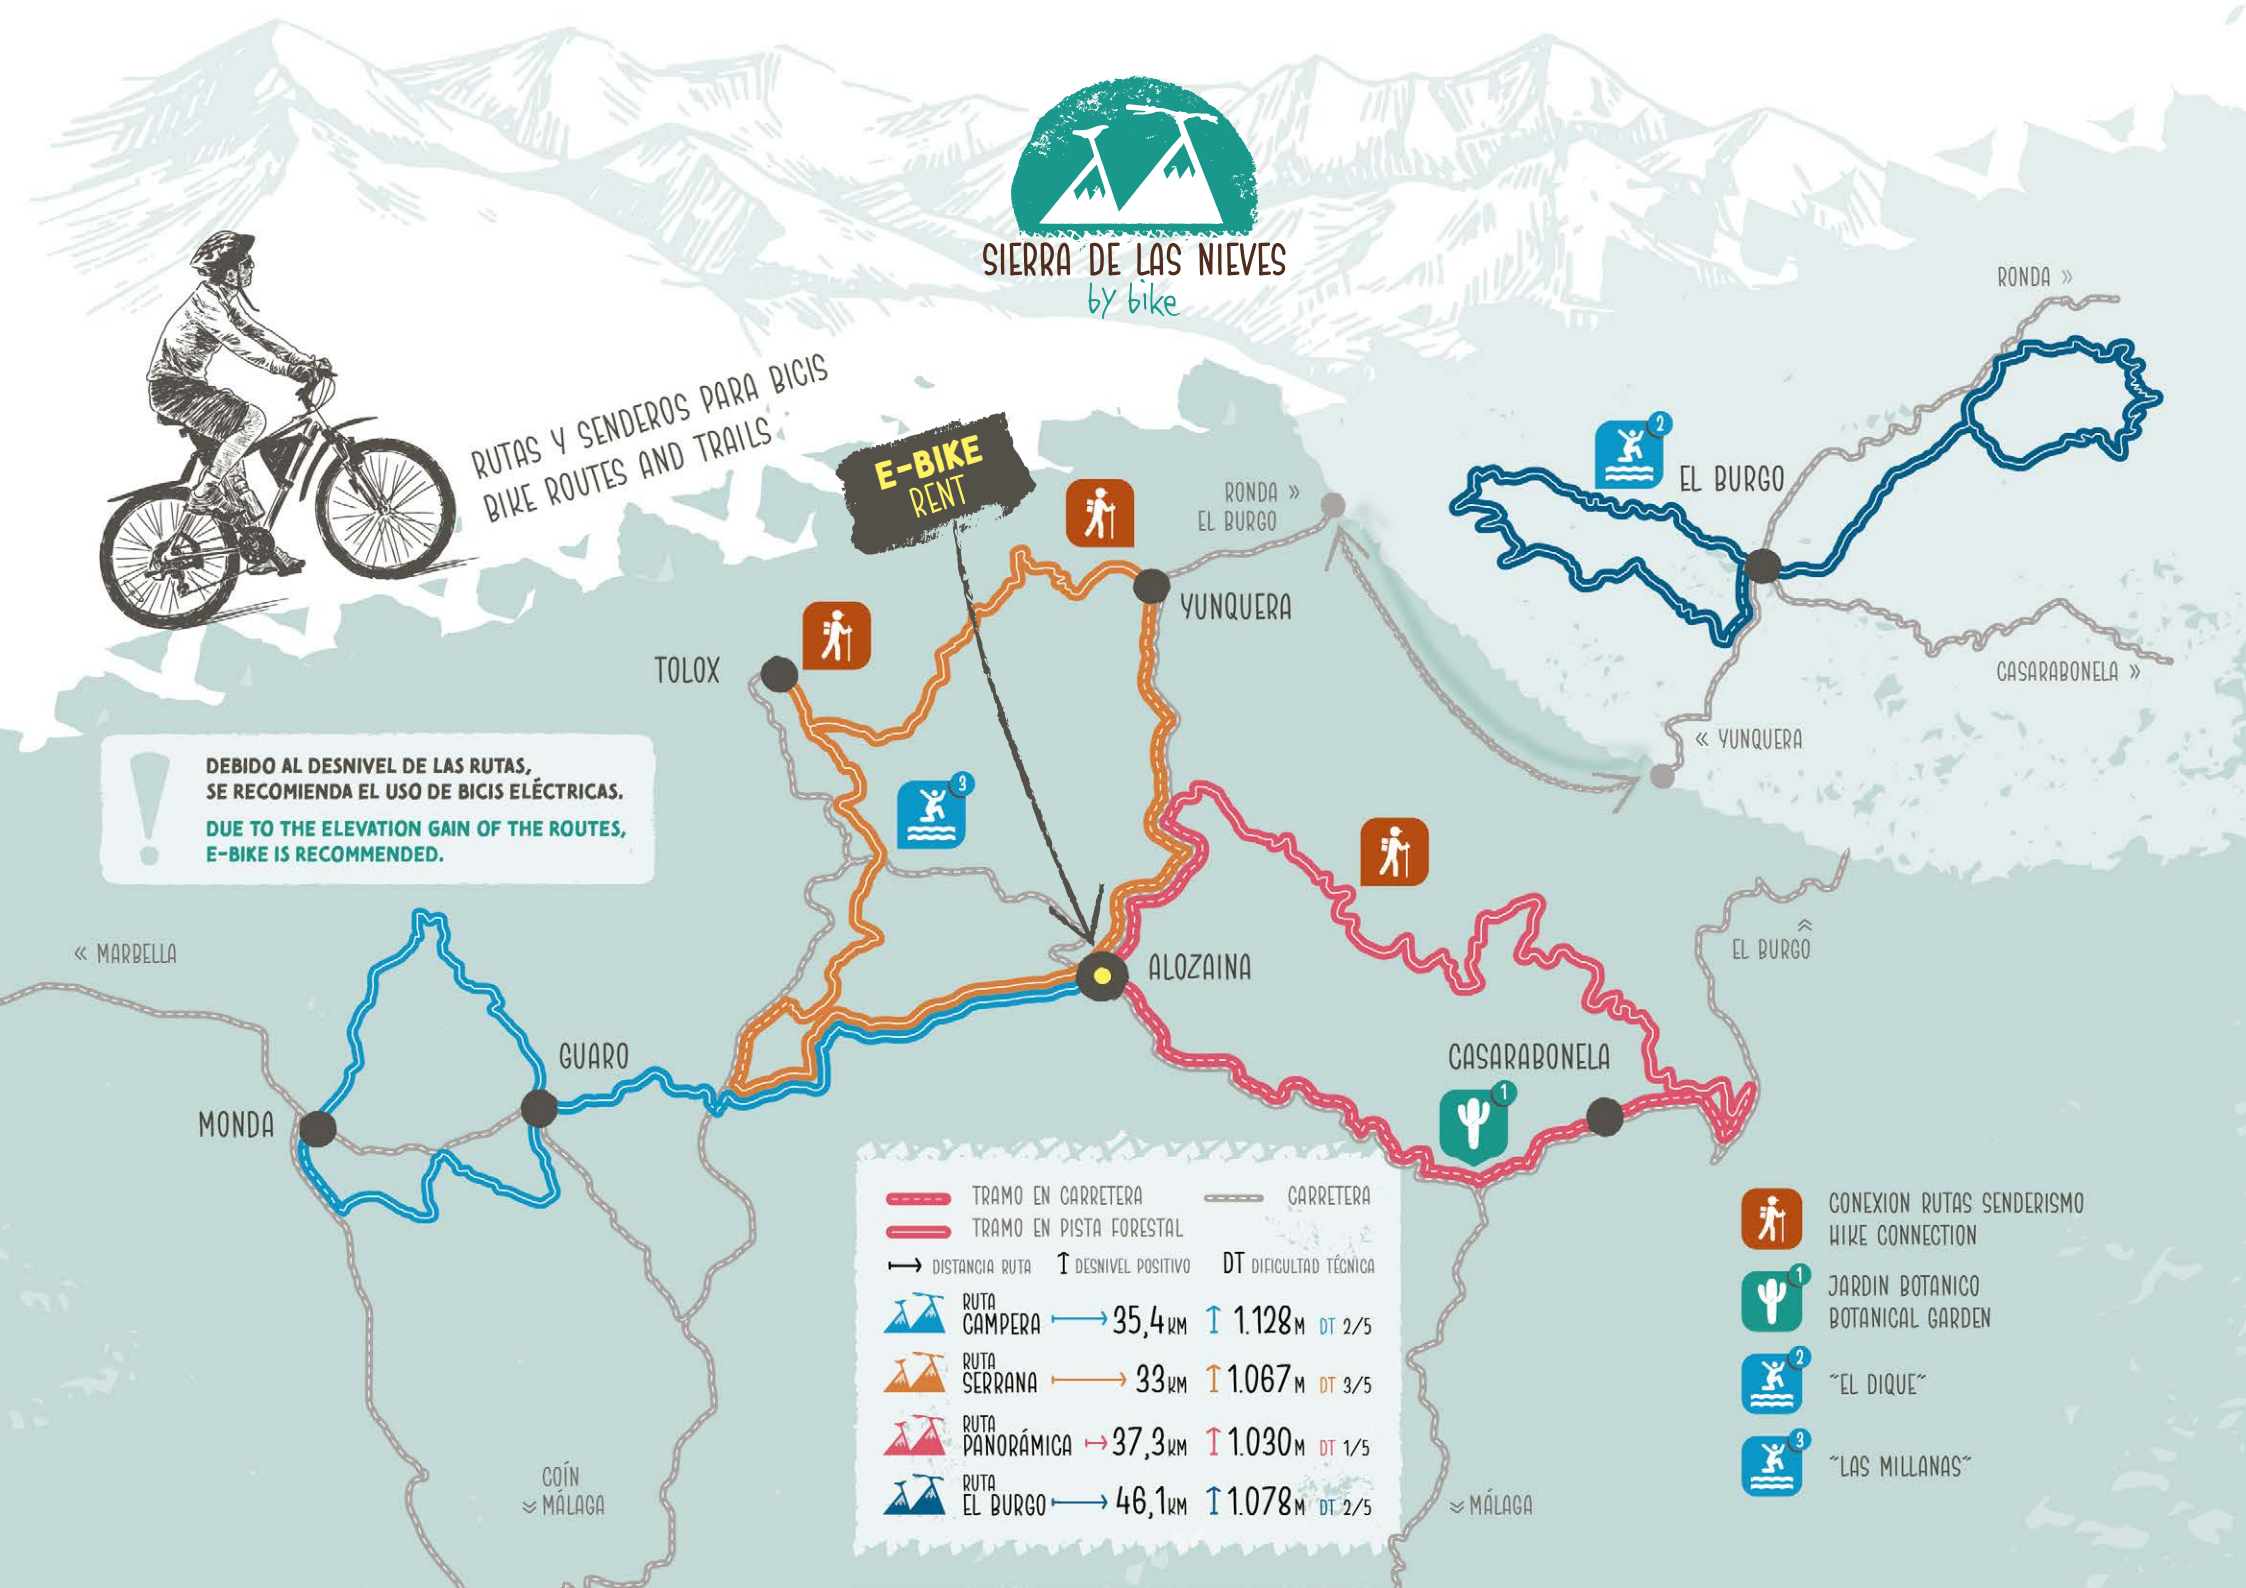 SIERRA DE LAS NIEVES
by bike
RUTAS Y SENDEROS PARA BICIS
BIKE ROUTES AND TRAILS
E-BIKE
RENT
RONDA »
EL BURGO
YUNQUERA
TOLOX
RONDA »
2
EL BURGO
CASARABONELA »
« YUNQUERA
DEBIDO AL DESNIVEL DE LAS RUTAS,
SE RECOMIENDA EL USO DE BICIS ELÉCTRICAS.
DUE TO THE ELEVATION GAIN OF THE ROUTES,
E-BIKE IS RECOMMENDED.
3
« MARBELLA
ALOZAINA
EL BURGO
GUARO
MONDA
CASARABONELA
1
COÍN
MÁLAGA
MÁLAGA
TRAMO EN CARRETERA
CARRETERA
TRAMO EN PISTA FORESTAL
DISTANCIA RUTA
DESNIVEL POSITIVO
DT DIFICULTAD TÉCNICA
RUTA
CAMPERA 35,4KM 1.128M DT 2/5
RUTA
SERRANA 33KM 1.067M DT 3/5
RUTA
PANORÁMICA 37,3KM 1.030M DT 1/5
RUTA
EL BURGO 46,1KM 1.078M DT 2/5
CONEXION RUTAS SENDERISMO
HIKE CONNECTION
1
JARDIN BOTANICO
BOTANICAL GARDEN
2
"EL DIQUE"
3
"LAS MILLANAS"